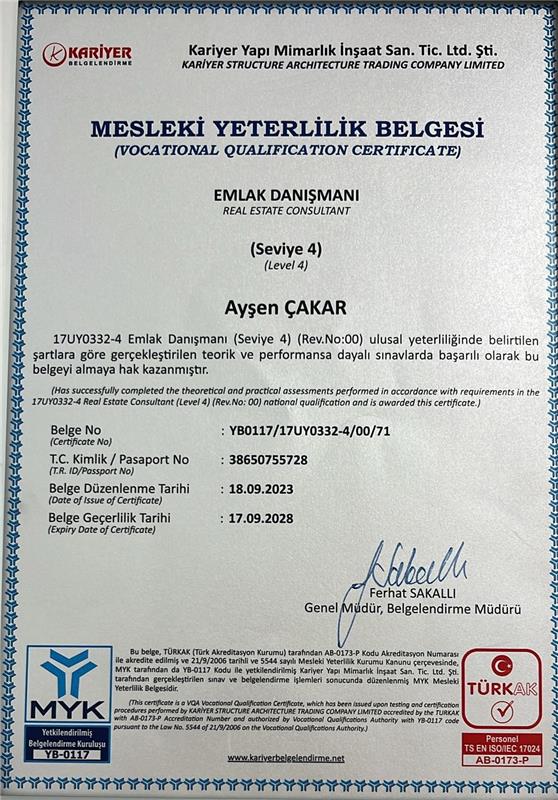 KARİYER
BELGELENDİRME
Kariyer Yapı Mimarlık İnşaat San. Tic. Ltd. Şti.
KARİYER STRUCTURE ARCHITECTURE TRADING COMPANY LIMITED
MESLEKİ YETERLİLİK BELGESİ
(VOCATIONAL QUALIFICATION CERTIFICATE)
EMLAK DANIŞMANI
REAL ESTATE CONSULTANT
(Seviye 4)
(Level 4)
Ayşen ÇAKAR
17UY0332-4 Emlak Danışmanı (Seviye 4) (Rev.No:00) ulusal yeterliliğinde belirtilen
şartlara göre gerçekleştirilen teorik ve performansa dayalı sınavlarda başarılı olarak bu
belgeyi almaya hak kazanmıştır.
(Has successfully completed the theoretical and practical assessments performed in accordance with requirements in the
17UY0332-4 Real Estate Consultant (Level 4) (Rev.No: 00) national qualification and is awarded this certificate.)
Belge No : YB0117/17UY0332-4/00/71
(Certificate No)
T.C. Kimlik / Pasaport No : 38650755728
(T.R. ID/Passport No)
Belge Düzenlenme Tarihi : 18.09.2023
(Date of Issue of Certificate)
Belge Geçerlilik Tarihi : 17.09.2028
(Expiry Date of Certificate)
Ferhat SAKALLI
Genel Müdür, Belgelendirme Müdürü
Bu belge, TÜRKAK (Türk Akreditasyon Kurumu) tarafından AB-0173-P Kodu Akreditasyon Numarası
ile akredite edilmiş ve 21/9/2006 tarihli ve 5544 sayılı Mesleki Yeterlilik Kurumu Kanunu çerçevesinde,
MYK tarafından da YB-0117 Kodu ile yetkilendirilmiş Kariyer Yapı Mimarlık İnşaat San. Tic. Ltd. Şti.
tarafından gerçekleştirilen sınav ve belgelendirme işlemleri sonucunda düzenlenmiş MYK Mesleki
Yeterlilik Belgesidir.
(This certificate is a VQA Vocational Qualification Certificate, which has been issued upon testing and certification
procedures performed by KARİYER STRUCTURE ARCHITECTURE TRADING COMPANY LIMITED accredited by the TURKAK
with AB-0173-P Accreditation Number and authorized by Vocational Qualifications Authority with YB-0117 code
pursuant to the Law No. 5544 of 21/9/2006 on the Vocational Qualifications Authority.)
MYK
Yetkilendirilmiş
Belgelendirme Kuruluşu
YB-0117
www.kariyerbelgelendirme.net
TÜRKAK
Personel
TS EN ISO/IEC 17024
AB-0173-P